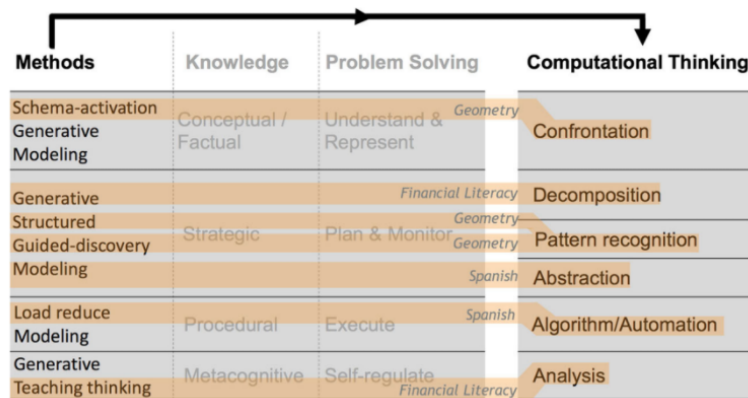 Methods Knowledge Problem Solving Computational Thinking
Schema-activation Geometry
Generative Conceptual / Understand & Confrontation
Modeling Factual Represent
Generative Financial Literacy Decomposition
Structured Geometry
Strategic Plan & Monitor
Guided-discovery Geometry Pattern recognition
Modeling Spanish Abstraction
Load reduce Spanish
Modeling Procedural Execute Algorithm/Automation
Generative
Metacognitive Self-regulate Analysis
Teaching thinking Financial Literacy